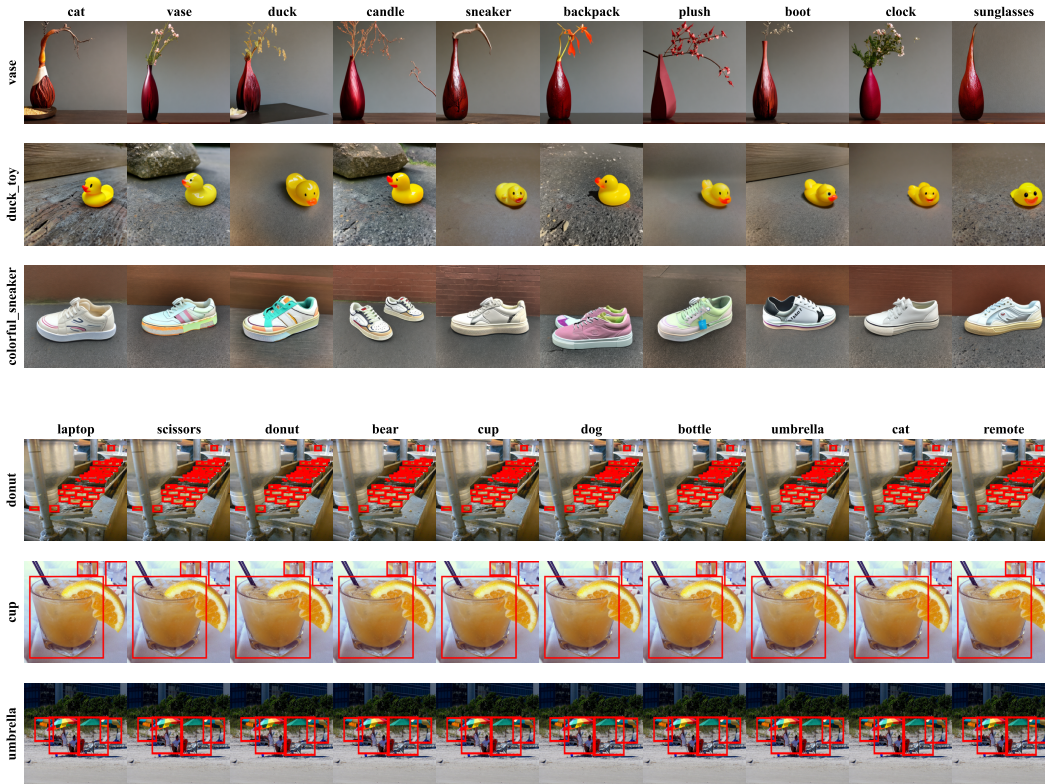 cat vase duck candle sneaker backpack plush boot clock sunglasses
vase
duck_toy
colorful_sneaker
laptop scissors donut bear cup dog bottle umbrella cat remote
donut
cup
umbrella